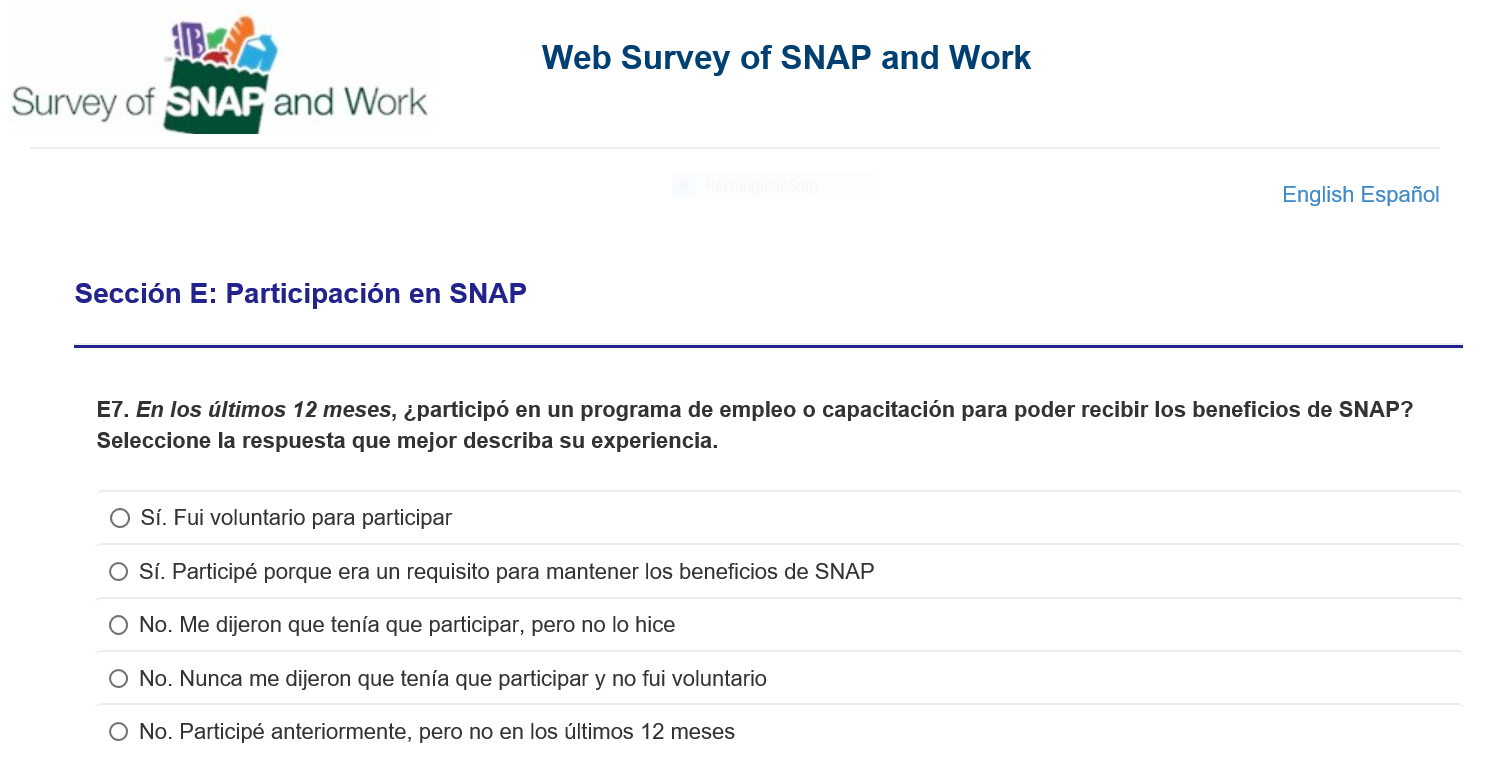 Survey of SNAP and Work
Web Survey of SNAP and Work
Rectangular Snip
English Español
Sección E: Participación en SNAP
E7. En los últimos 12 meses, ¿participó en un programa de empleo o capacitación para poder recibir los beneficios de SNAP?
Seleccione la respuesta que mejor describa su experiencia.
Sí. Fui voluntario para participar
Sí. Participé porque era un requisito para mantener los beneficios de SNAP
No. Me dijeron que tenía que participar, pero no lo hice
No. Nunca me dijeron que tenía que participar y no fui voluntario
No. Participé anteriormente, pero no en los últimos 12 meses